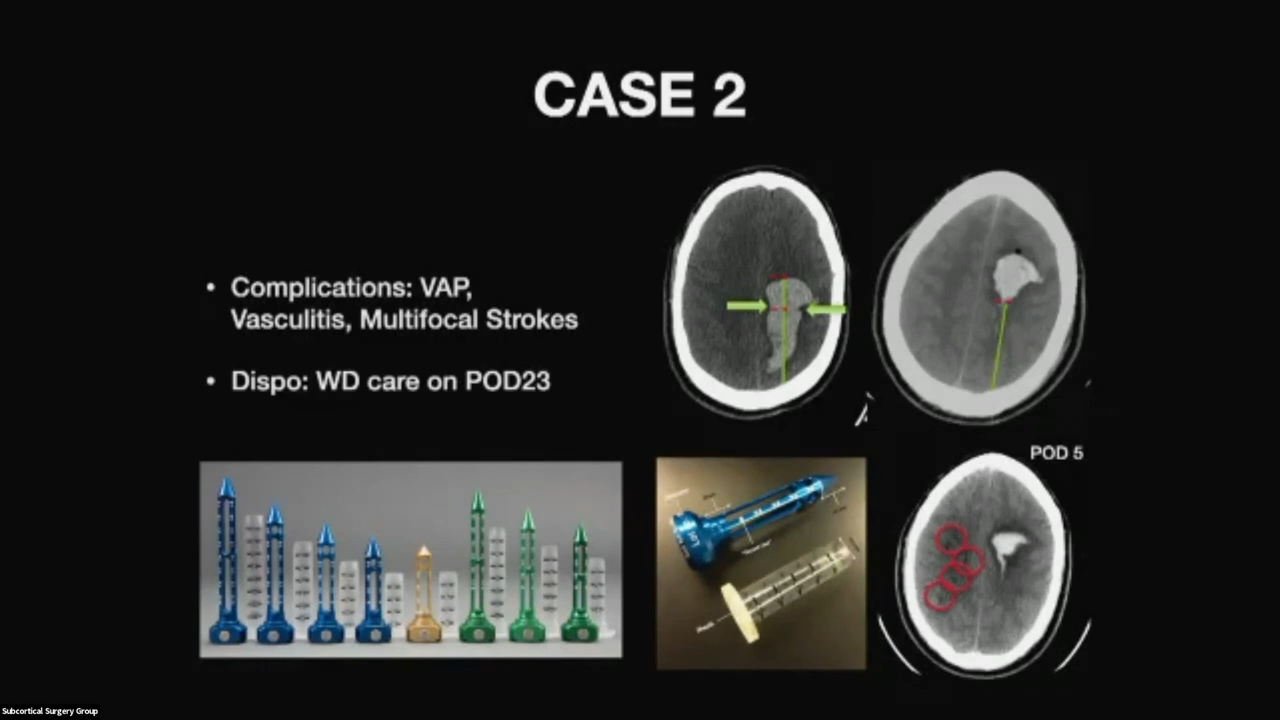 CASE 2
• Complications: VAP,
Vasculitis, Multifocal Strokes
• Dispo: WD care on POD23
POD 5
Subcortical Surgery Group